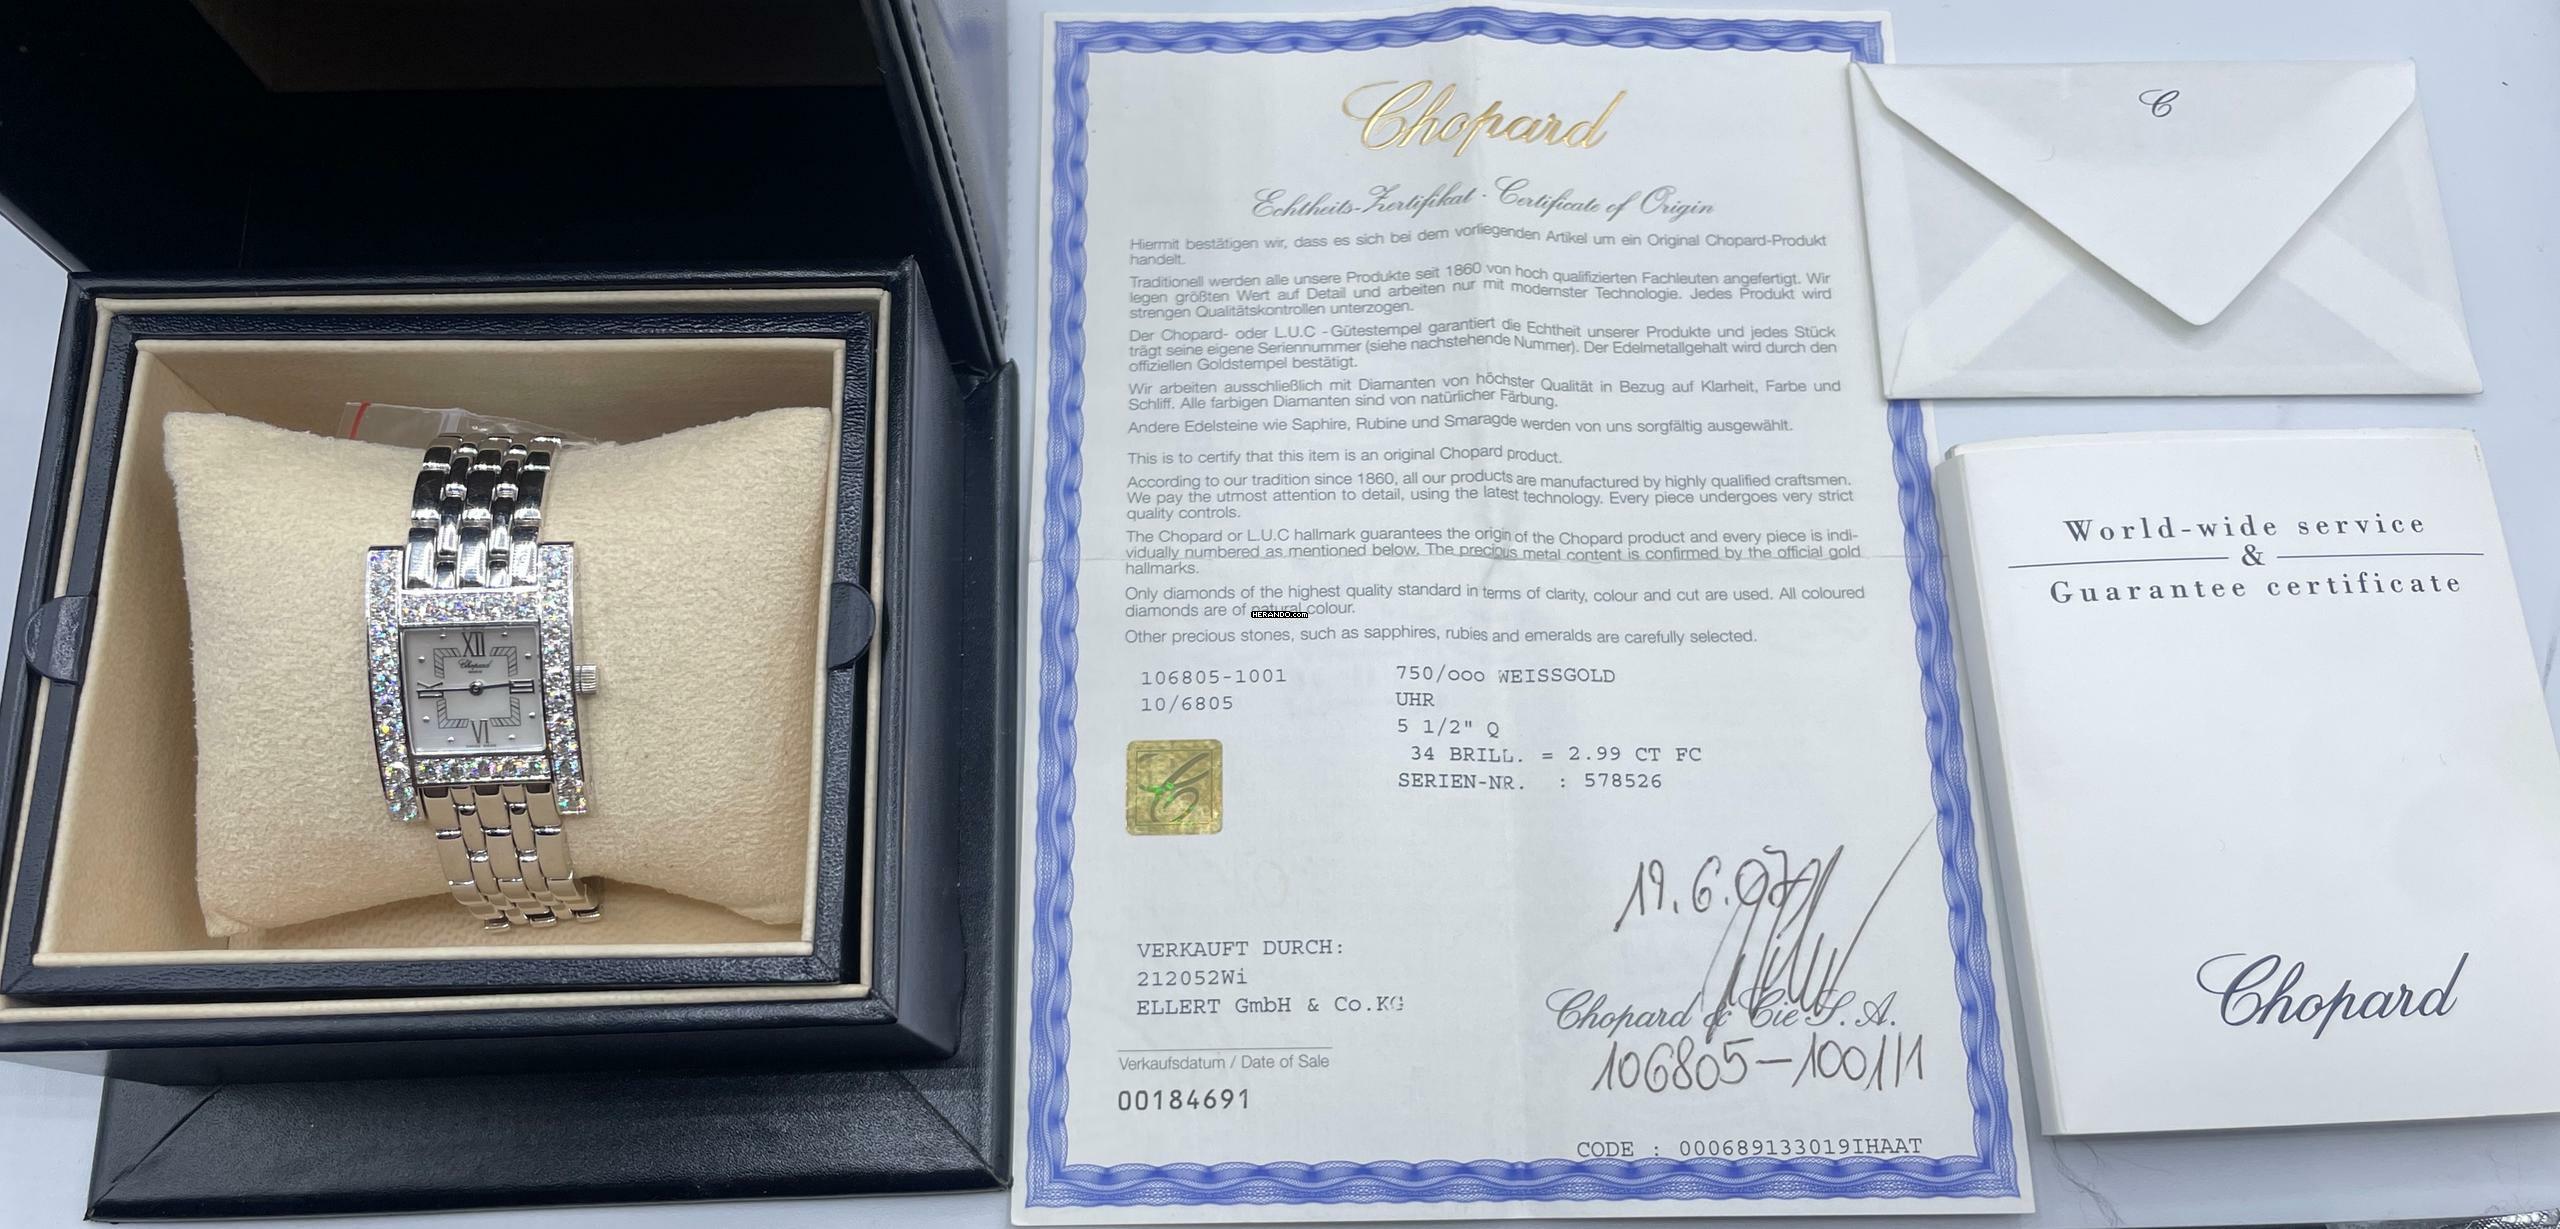 XII
Chopard
GENEVE
VI
Chopard
Echtheits-Zertifikat · Certificate of Origin
Hiermit bestätigen wir, dass es sich bei dem vorliegenden Artikel um ein Original Chopard-Produkt
handelt.
Traditionell werden alle unsere Produkte seit 1860 von hoch qualifizierten Fachleuten angefertigt. Wir
legen größten Wert auf Detail und arbeiten nur mit modernster Technologie. Jedes Produkt wird
strengen Qualitätskontrollen unterzogen.
Der Chopard- oder L.U.C - Gütestempel garantiert die Echtheit unserer Produkte und jedes Stück
trägt seine eigene Seriennummer (siehe nachstehende Nummer). Der Edelmetallgehalt wird durch den
offiziellen Goldstempel bestätigt.
Wir arbeiten ausschließlich mit Diamanten von höchster Qualität in Bezug auf Klarheit, Farbe und
Schliff. Alle farbigen Diamanten sind von natürlicher Färbung.
Andere Edelsteine wie Saphire, Rubine und Smaragde werden von uns sorgfältig ausgewählt.
This is to certify that this item is an original Chopard product.
According to our tradition since 1860, all our products are manufactured by highly qualified craftsmen.
We pay the utmost attention to detail, using the latest technology. Every piece undergoes very strict
quality controls.
The Chopard or L.U.C hallmark guarantees the origin of the Chopard product and every piece is indi-
vidually numbered as mentioned below. The precious metal content is confirmed by the official gold
hallmarks.
Only diamonds of the highest quality standard in terms of clarity, colour and cut are used. All coloured
diamonds are of natural colour.
HERANDO.com
Other precious stones, such as sapphires, rubies and emeralds are carefully selected.
106805-1001 750/ooo WEISSGOLD
10/6805 UHR
5 1/2" Q
34 BRILL. = 2.99 CT FC
SERIEN-NR. : 578526
19.6.07
VERKAUFT DURCH:
212052Wi
ELLERT GmbH & Co.KG
Chopard & Cie S.A.
106805-1001/1
Verkaufsdatum / Date of Sale
00184691
CODE : 000689133019IHAAT
C
World-wide service
&
Guarantee certificate
Chopard